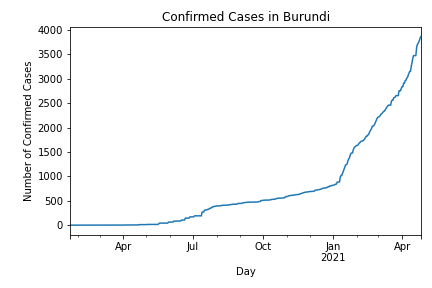 Confirmed Cases in Burundi
4000
3500
3000
2500
2000
1500
1000
500
0
Number of Confirmed Cases
Apr Jul Oct Jan Apr
2021
Day